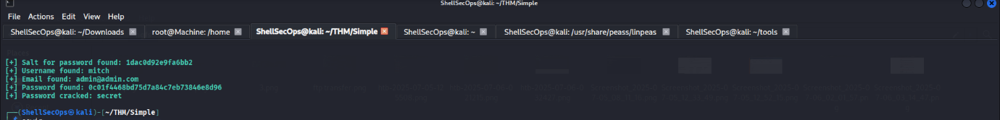 ShellSecOps@kali: ~/THM/Simple
File Actions Edit View Help
ShellSecOps@kali: ~/Downloads root@Machine: /home ShellSecOps@kali: ~/THM/Simple ShellSecOps@kali: ~ ShellSecOps@kali: /usr/share/peass/linpeas ShellSecOps@kali: ~/tools
[+] Salt for password found: 1dac0d92e9fa6bb2
[+] Username found: mitch
[+] Email found: admin@admin.com
[+] Password found: 0c01f4468bd75d7a84c7eb73846e8d96
[+] Password cracked: secret
┌──(ShellSecOps㉿kali)-[~/THM/Simple]